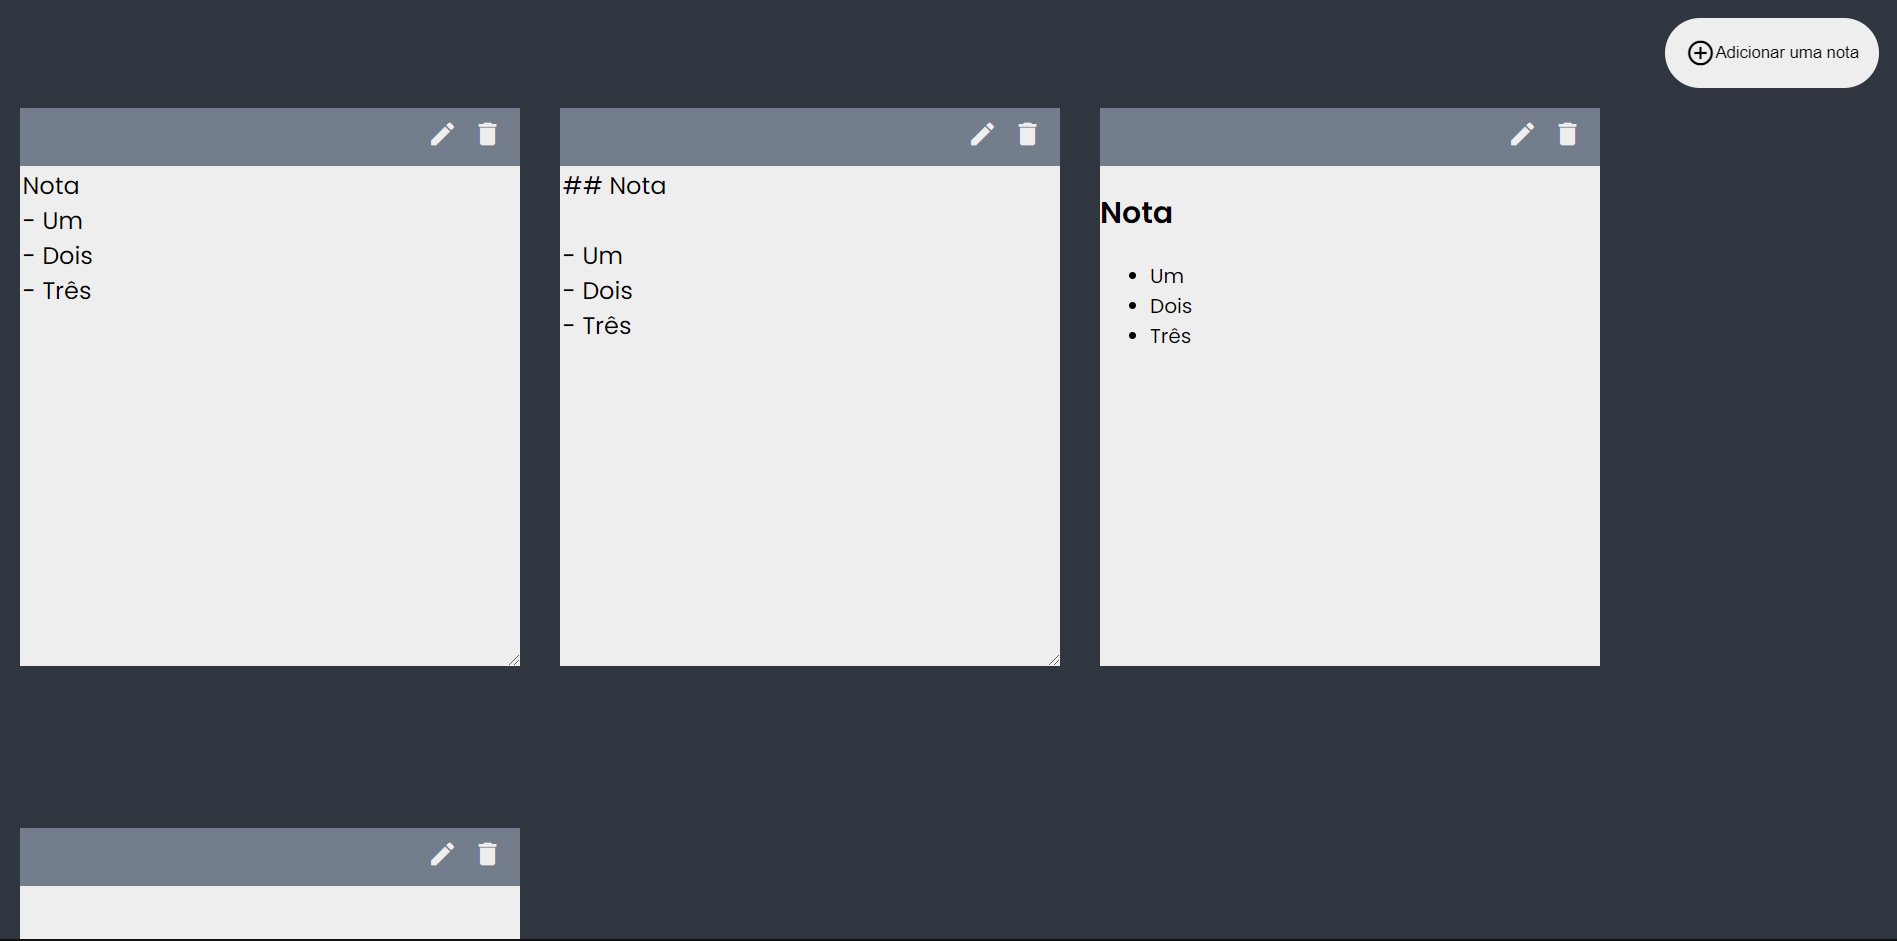 Adicionar uma nota
Nota
- Um
- Dois
- Três
## Nota
- Um
- Dois
- Três
Nota
• Um
• Dois
• Três